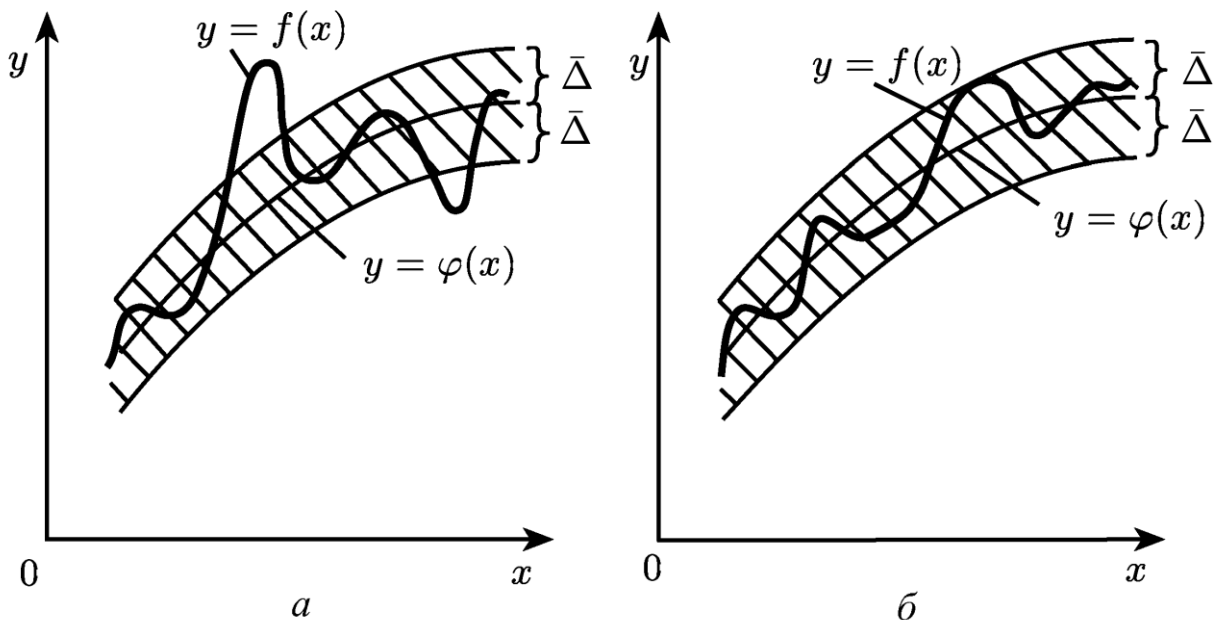 y
y = f(x)
Δ̄
Δ̄
y = φ(x)
0
x
а
y
y = f(x)
Δ̄
Δ̄
y = φ(x)
0
x
б